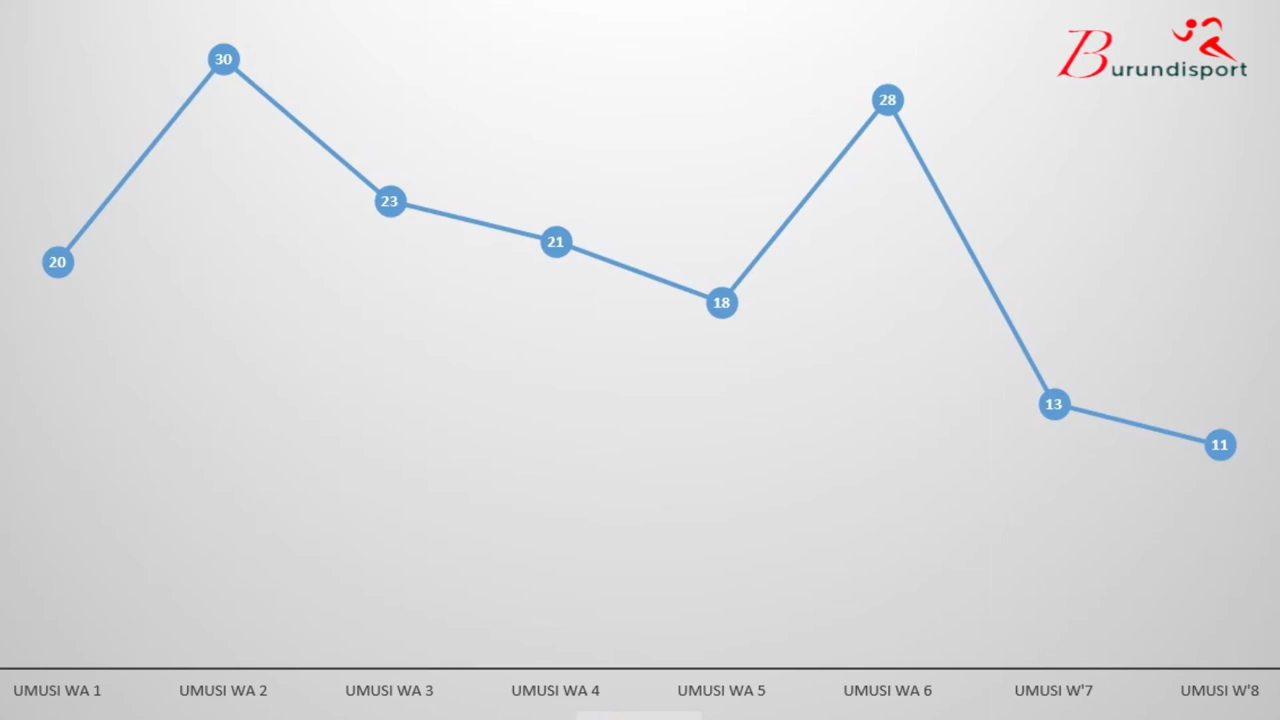 Burundisport
30
28
23
21
20
18
13
11
UMUSI WA 1
UMUSI WA 2
UMUSI WA 3
UMUSI WA 4
UMUSI WA 5
UMUSI WA 6
UMUSI W'7
UMUSI W'8